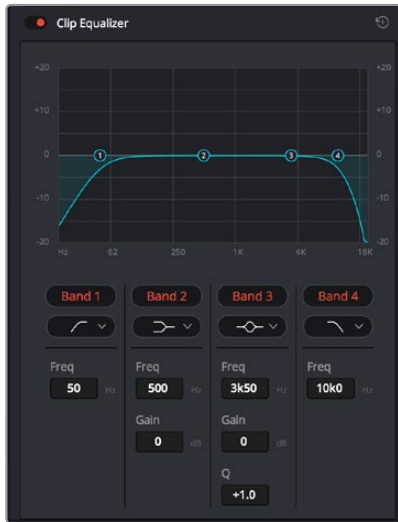 Clip Equalizer
+20 +20
+10 +10
0 1 2 3 4 0
-10 -10
-20 -20
Hz 62 250 1K 4K 16K
Band 1 Band 2 Band 3 Band 4
Freq Freq Freq Freq
50 Hz 500 Hz 3k50 Hz 10k0 Hz
Gain Gain
0 dB 0 dB
Q
+1.0